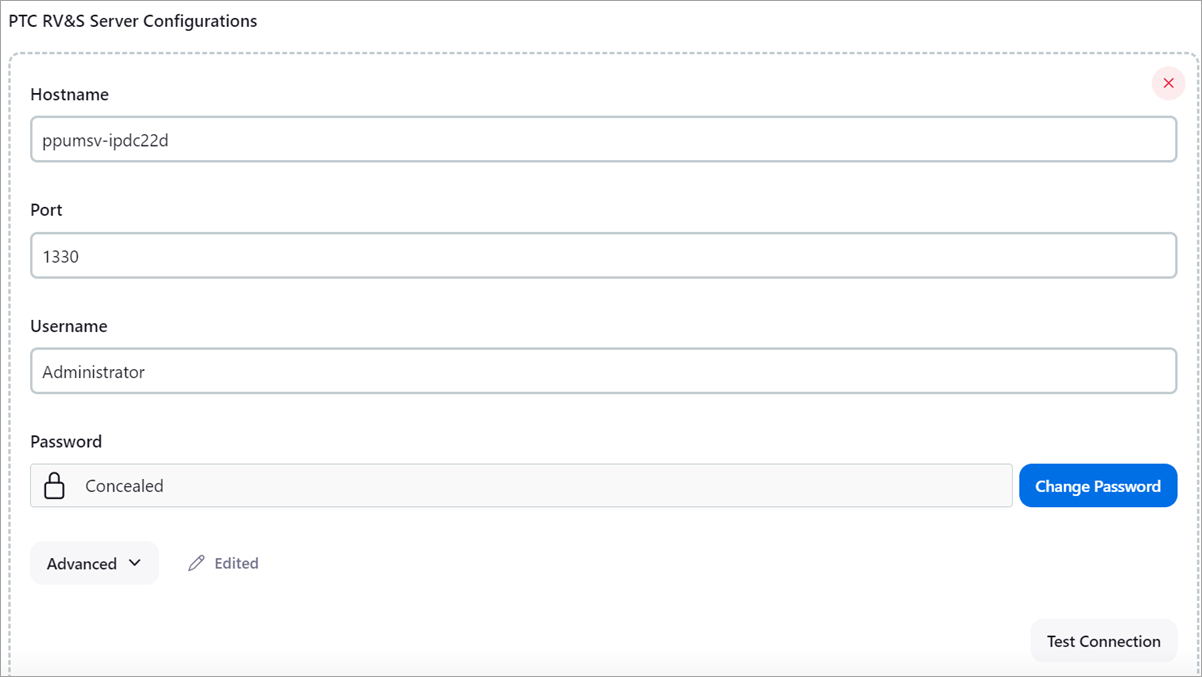 PTC RV&S Server Configurations
Hostname
ppumsv-ipdc22d
Port
1330
Username
Administrator
Password
Concealed
Change Password
Advanced
Edited
Test Connection